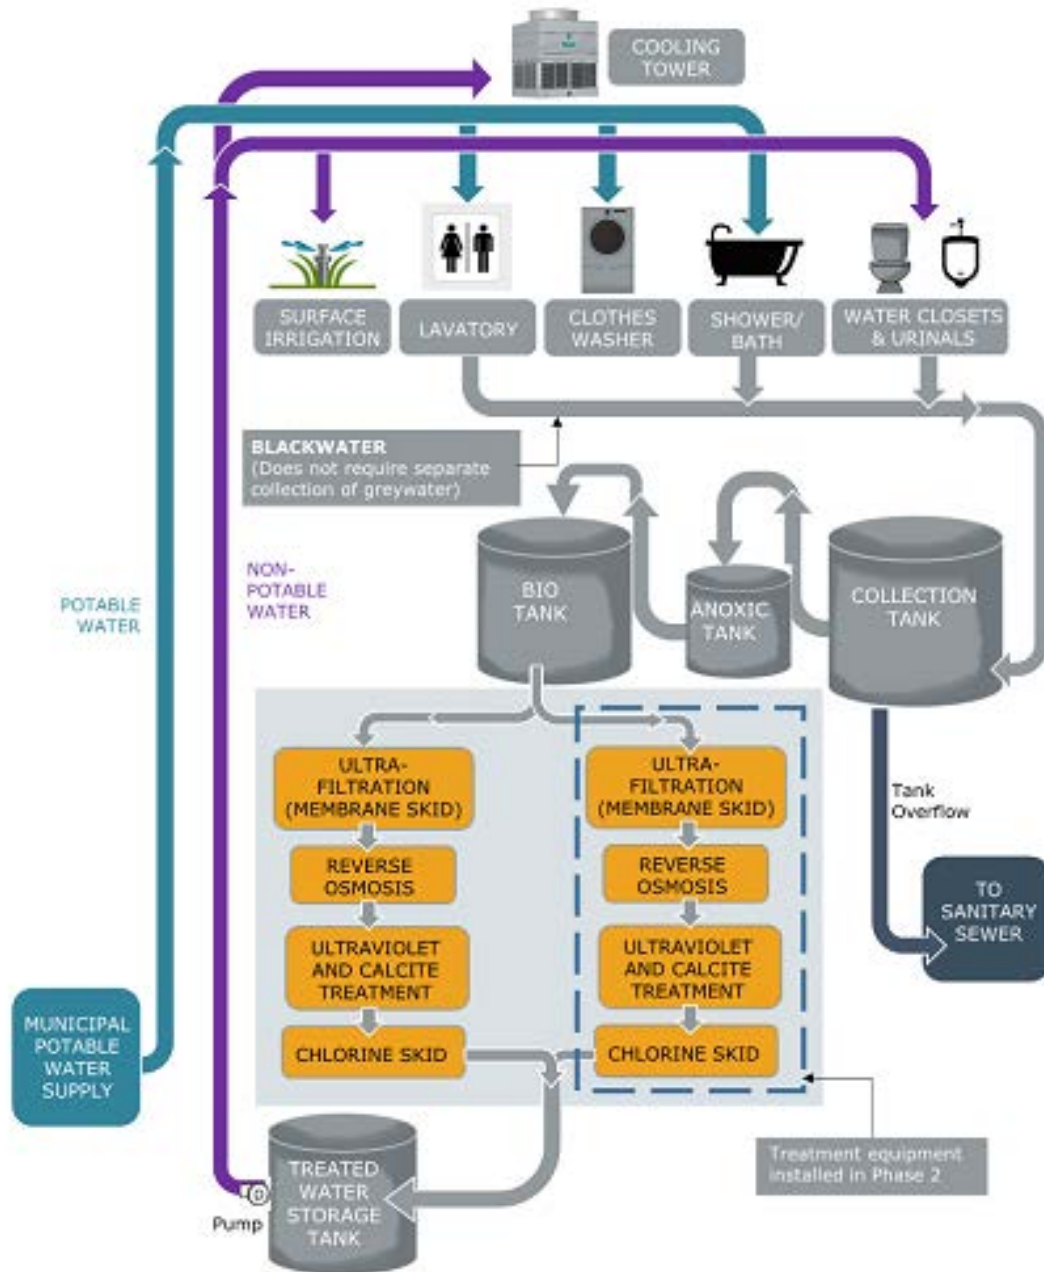 COOLING
TOWER
SURFACE
IRRIGATION
LAVATORY
CLOTHES
WASHER
SHOWER/
BATH
WATER CLOSETS
& URINALS
BLACKWATER
(Does not require separate
collection of greywater)
POTABLE
WATER
NON-
POTABLE
WATER
BIO
TANK
ANOXIC
TANK
COLLECTION
TANK
ULTRA-
FILTRATION
(MEMBRANE SKID)
REVERSE
OSMOSIS
ULTRAVIOLET
AND CALCITE
TREATMENT
CHLORINE SKID
ULTRA-
FILTRATION
(MEMBRANE SKID)
REVERSE
OSMOSIS
ULTRAVIOLET
AND CALCITE
TREATMENT
CHLORINE SKID
Tank
Overflow
TO
SANITARY
SEWER
MUNICIPAL
POTABLE
WATER
SUPPLY
TREATED
WATER
STORAGE
TANK
Pump
Treatment equipment
installed in Phase 2